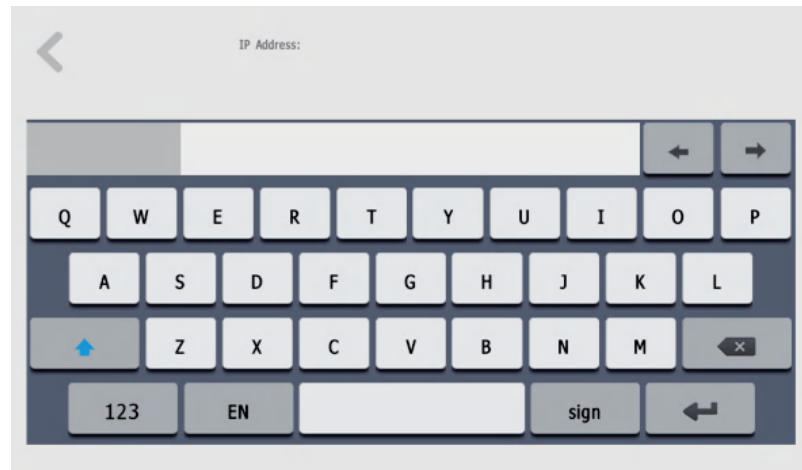 IP Address:
Q W E R T Y U I O P
A S D F G H J K L
Z X C V B N M
123 EN sign